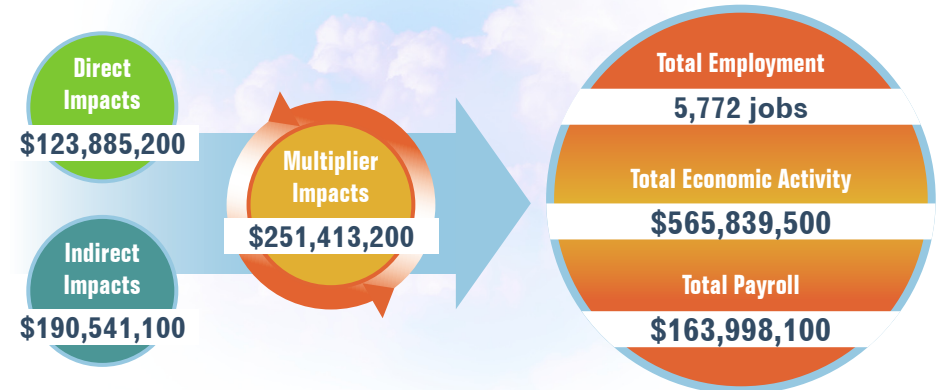 Direct
Impacts
$123,885,200
Indirect
Impacts
$190,541,100
Multiplier
Impacts
$251,413,200
Total Employment
5,772 jobs
Total Economic Activity
$565,839,500
Total Payroll
$163,998,100